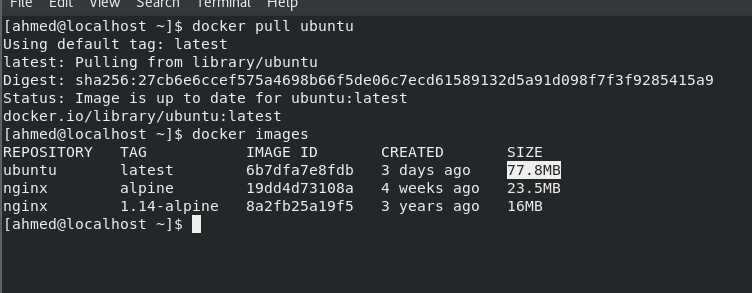 File Edit View Search Terminal Help
[ahmed@localhost ~]$ docker pull ubuntu
Using default tag: latest
latest: Pulling from library/ubuntu
Digest: sha256:27cb6e6ccef575a4698b66f5de06c7ecd61589132d5a91d098f7f3f9285415a9
Status: Image is up to date for ubuntu:latest
docker.io/library/ubuntu:latest
[ahmed@localhost ~]$ docker images
REPOSITORY   TAG           IMAGE ID       CREATED       SIZE
ubuntu       latest        6b7dfa7e8fdb   3 days ago    77.8MB
nginx        alpine        19dd4d73108a   4 weeks ago   23.5MB
nginx        1.14-alpine   8a2fb25a19f5   3 years ago   16MB
[ahmed@localhost ~]$